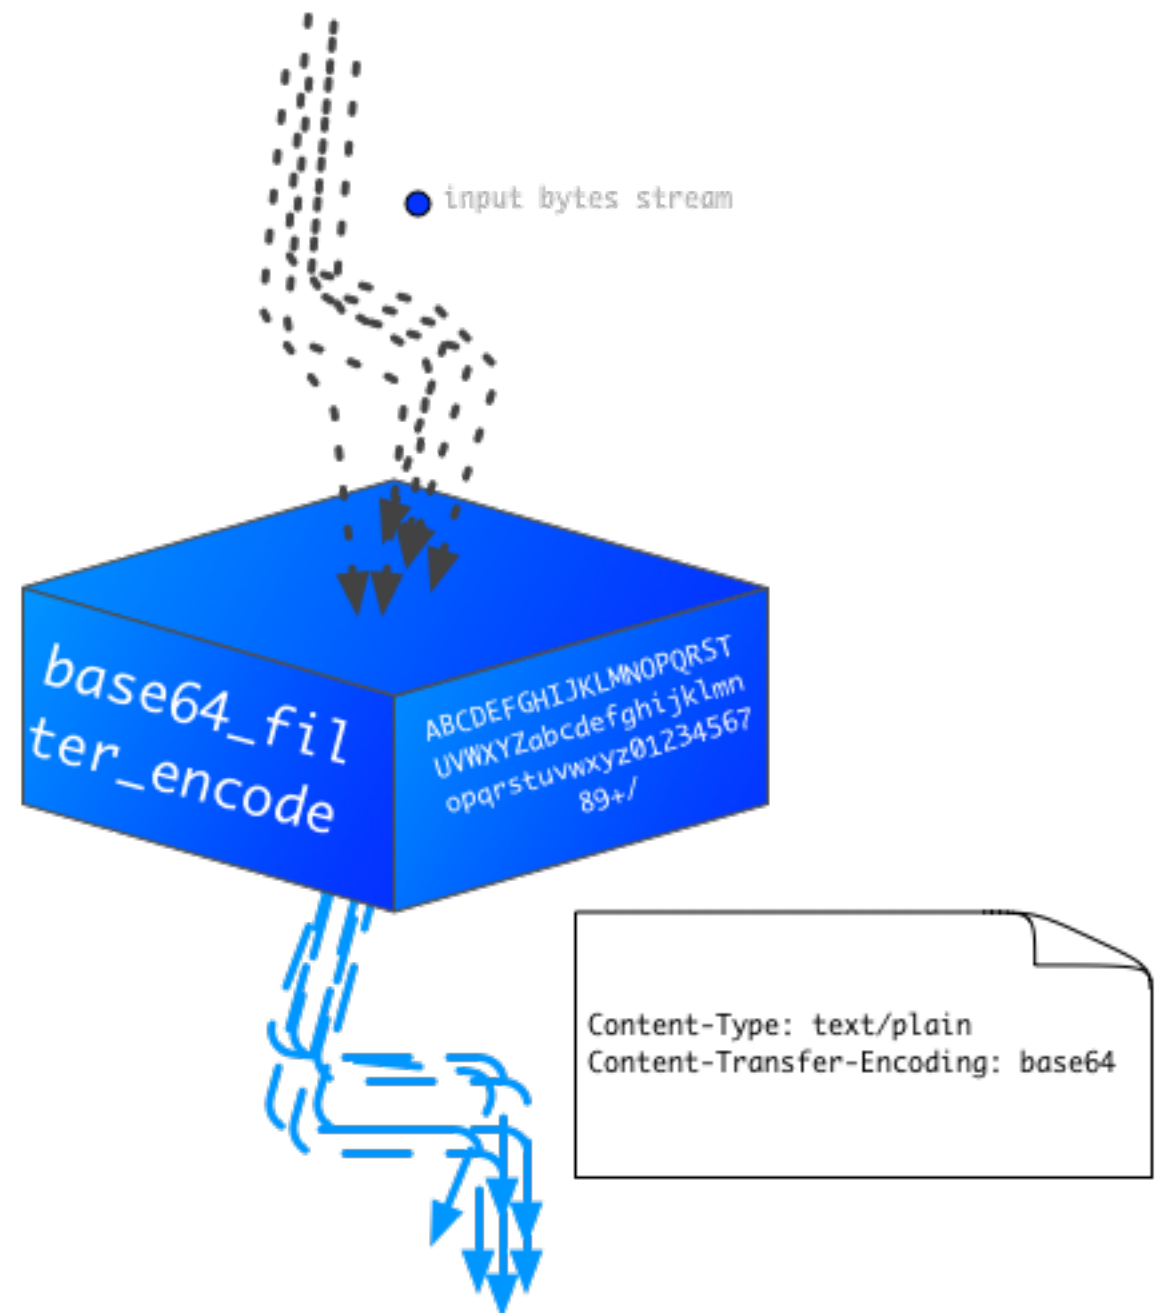 input bytes stream
base64_fil
ter_encode
ABCDEFGHIJKLMNOPQRST
UVWXYZabcdefghijklmn
opqrstuvwxyz01234567
89+/
Content-Type: text/plain
Content-Transfer-Encoding: base64